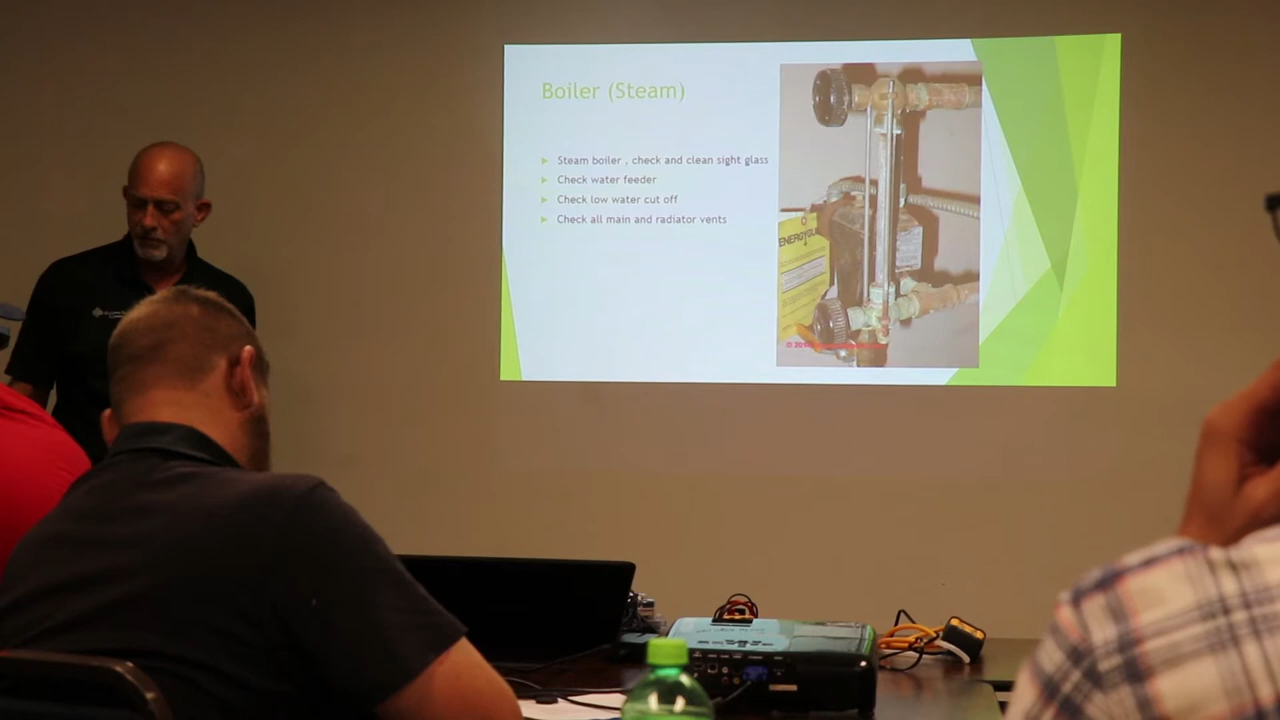 Boiler (Steam)
Steam boiler , check and clean sight glass
Check water feeder
Check low water cut off
Check all main and radiator vents